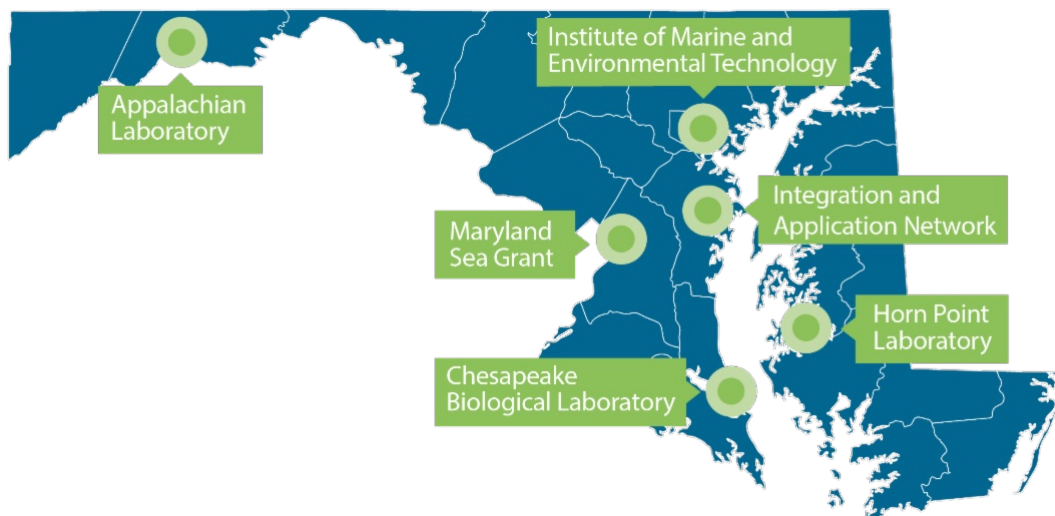 Institute of Marine and
Environmental Technology
Appalachian
Laboratory
Integration and
Application Network
Maryland
Sea Grant
Horn Point
Laboratory
Chesapeake
Biological Laboratory